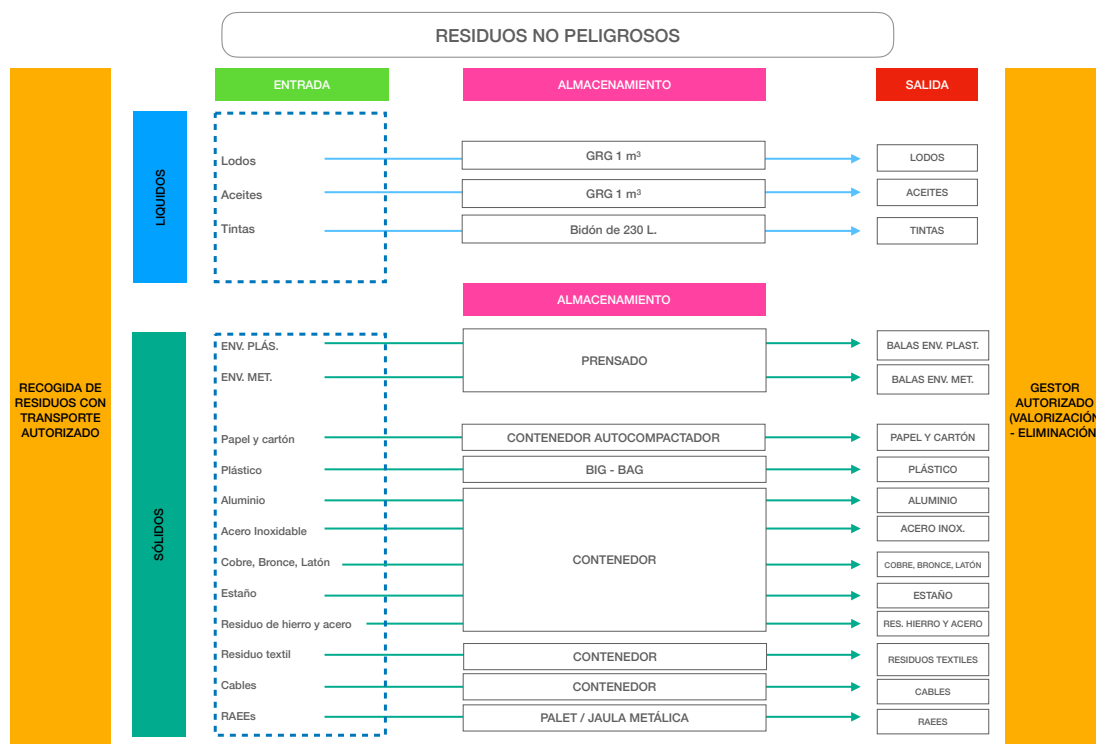 RESIDUOS NO PELIGROSOS
ENTRADA
ALMACENAMIENTO
SALIDA
RECOGIDA DE
RESIDUOS CON
TRANSPORTE
AUTORIZADO
LIQUIDOS
Lodos
GRG 1 m³
LODOS
Aceites
GRG 1 m³
ACEITES
Tintas
Bidón de 230 L.
TINTAS
ALMACENAMIENTO
SÓLIDOS
ENV. PLÁS.
PRENSADO
BALAS ENV. PLAST.
ENV. MET.
BALAS ENV. MET.
Papel y cartón
CONTENEDOR AUTOCOMPACTADOR
PAPEL Y CARTÓN
Plástico
BIG - BAG
PLÁSTICO
Aluminio
ALUMINIO
Acero Inoxidable
ACERO INOX.
Cobre, Bronce, Latón
CONTENEDOR
COBRE, BRONCE, LATÓN
Estaño
ESTAÑO
Residuo de hierro y acero
RES. HIERRO Y ACERO
Residuo textil
CONTENEDOR
RESIDUOS TEXTILES
Cables
CONTENEDOR
CABLES
RAEEs
PALET / JAULA METÁLICA
RAEES
GESTOR
AUTORIZADO
(VALORIZACIÓN
- ELIMINACIÓN